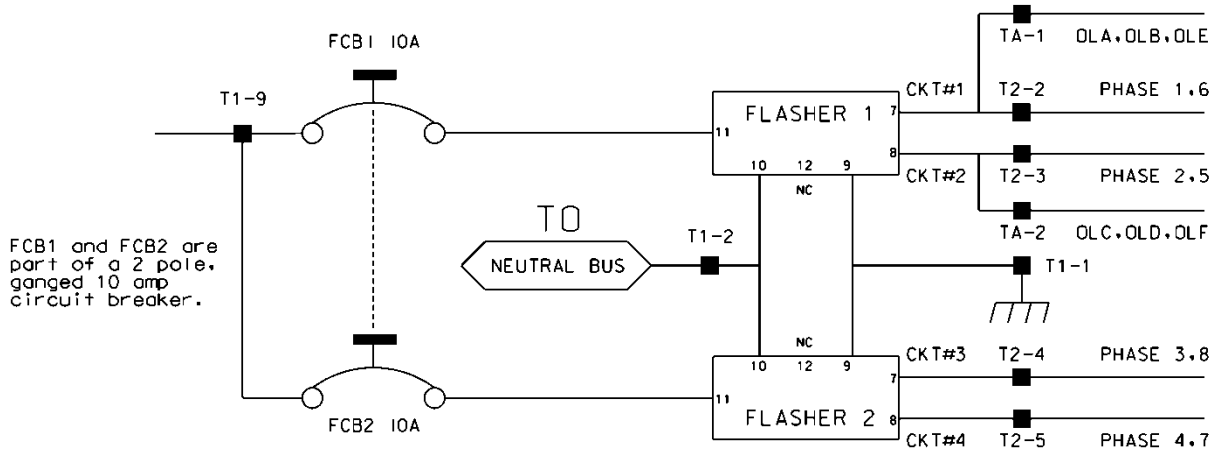 FCB1 10A
T1-9
TA-1 OLA,OLB,OLE
CKT#1 T2-2 PHASE 1,6
FLASHER 1
7
11
8
10 12 9
NC
CKT#2 T2-3 PHASE 2,5
TA-2 OLC,OLD,OLF
TO
NEUTRAL BUS
T1-2
T1-1
FCB1 and FCB2 are
part of a 2 pole,
ganged 10 amp
circuit breaker.
NC
10 12 9
CKT#3 T2-4 PHASE 3,8
7
11
FLASHER 2
8
FCB2 10A
CKT#4 T2-5 PHASE 4,7